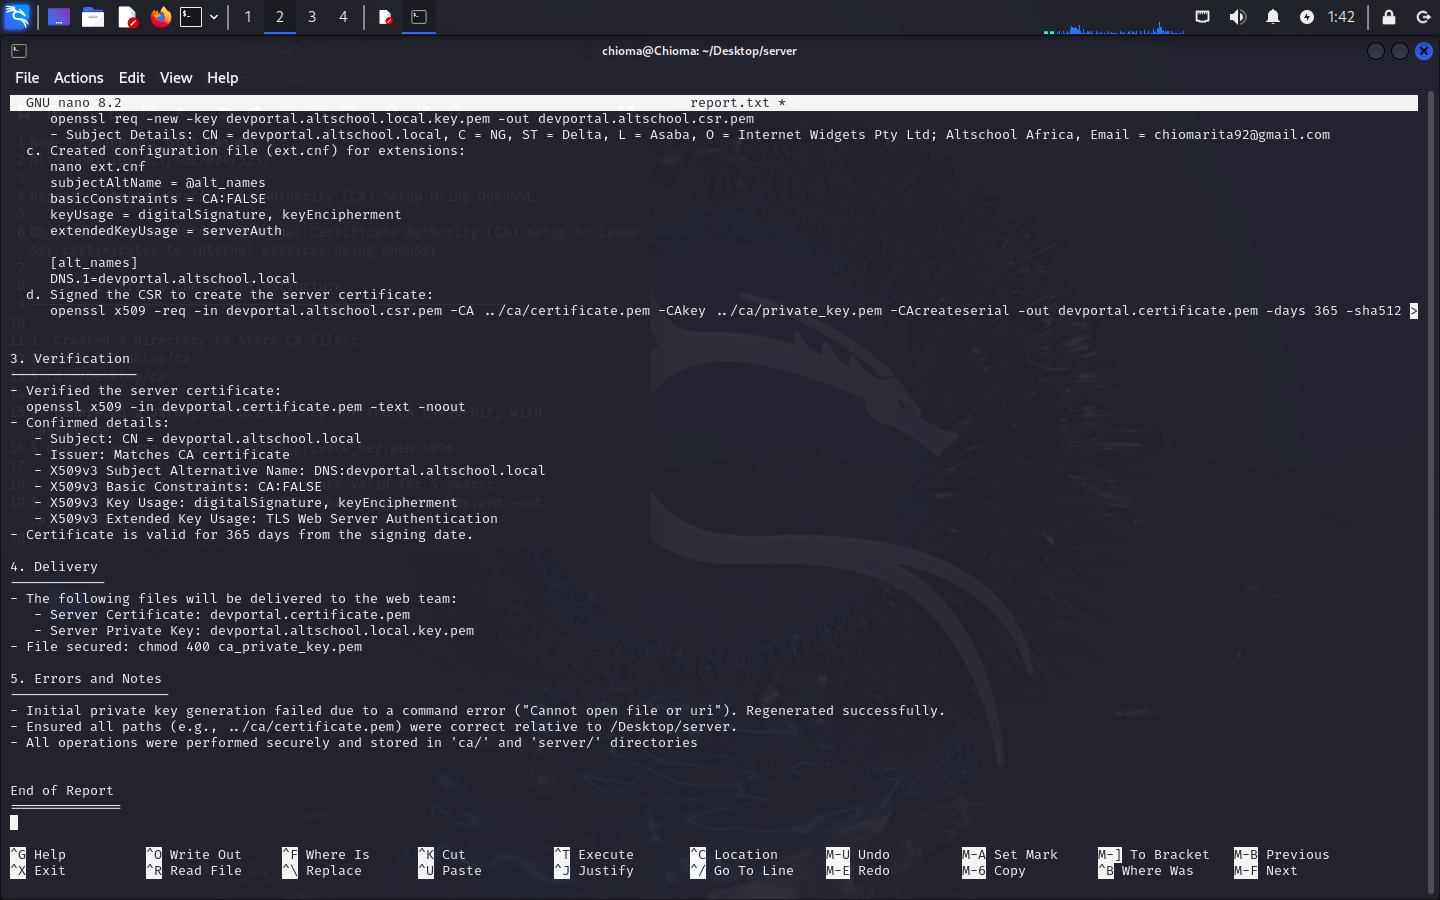 1 2 3 4 1:42
chioma@Chioma: ~/Desktop/server
File Actions Edit View Help
GNU nano 8.2 report.txt *
openssl req -new -key devportal.altschool.local.key.pem -out devportal.altschool.csr.pem
- Subject Details: CN = devportal.altschool.local, C = NG, ST = Delta, L = Asaba, O = Internet Widgets Pty Ltd; Altschool Africa, Email = chiomarita92@gmail.com
c. Created configuration file (ext.cnf) for extensions:
nano ext.cnf
subjectAltName = @alt_names
basicConstraints = CA:FALSE
keyUsage = digitalSignature, keyEncipherment
extendedKeyUsage = serverAuth
[alt_names]
DNS.1=devportal.altschool.local
d. Signed the CSR to create the server certificate:
openssl x509 -req -in devportal.altschool.csr.pem -CA ../ca/certificate.pem -CAkey ../ca/private_key.pem -CAcreateserial -out devportal.certificate.pem -days 365 -sha512 >
3. Verification
----------------
- Verified the server certificate:
openssl x509 -in devportal.certificate.pem -text -noout
- Confirmed details:
- Subject: CN = devportal.altschool.local
- Issuer: Matches CA certificate
- X509v3 Subject Alternative Name: DNS:devportal.altschool.local
- X509v3 Basic Constraints: CA:FALSE
- X509v3 Key Usage: digitalSignature, keyEncipherment
- X509v3 Extended Key Usage: TLS Web Server Authentication
- Certificate is valid for 365 days from the signing date.
4. Delivery
------------
- The following files will be delivered to the web team:
- Server Certificate: devportal.certificate.pem
- Server Private Key: devportal.altschool.local.key.pem
- File secured: chmod 400 ca_private_key.pem
5. Errors and Notes
--------------------
- Initial private key generation failed due to a command error ("Cannot open file or uri"). Regenerated successfully.
- Ensured all paths (e.g., ../ca/certificate.pem) were correct relative to /Desktop/server.
- All operations were performed securely and stored in 'ca/' and 'server/' directories
End of Report
==============
^G Help ^O Write Out ^F Where Is ^K Cut ^T Execute ^C Location M-U Undo M-A Set Mark M-] To Bracket M-B Previous
^X Exit ^R Read File ^\ Replace ^U Paste ^J Justify ^/ Go To Line M-E Redo M-6 Copy ^B Where Was M-F Next